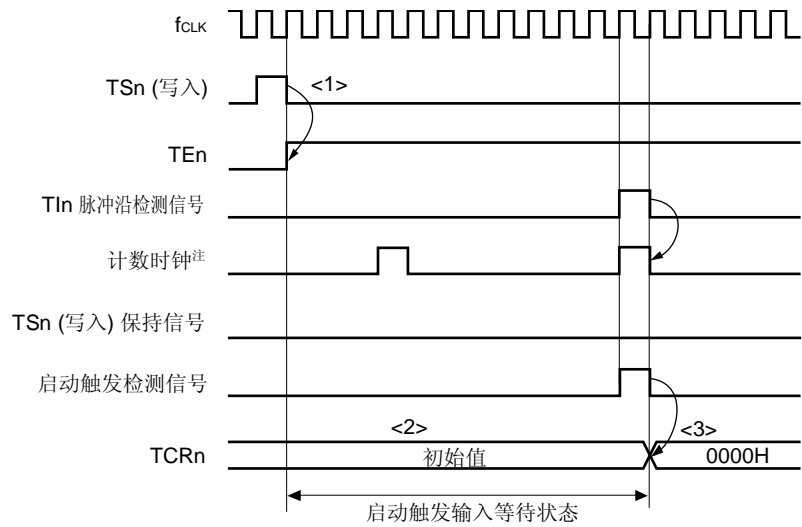 fCLK
TSn (写入)
<1>
TEn
TIn 脉冲沿检测信号
计数时钟注
TSn (写入) 保持信号
启动触发检测信号
<2>
<3>
TCRn
初始值
0000H
启动触发输入等待状态